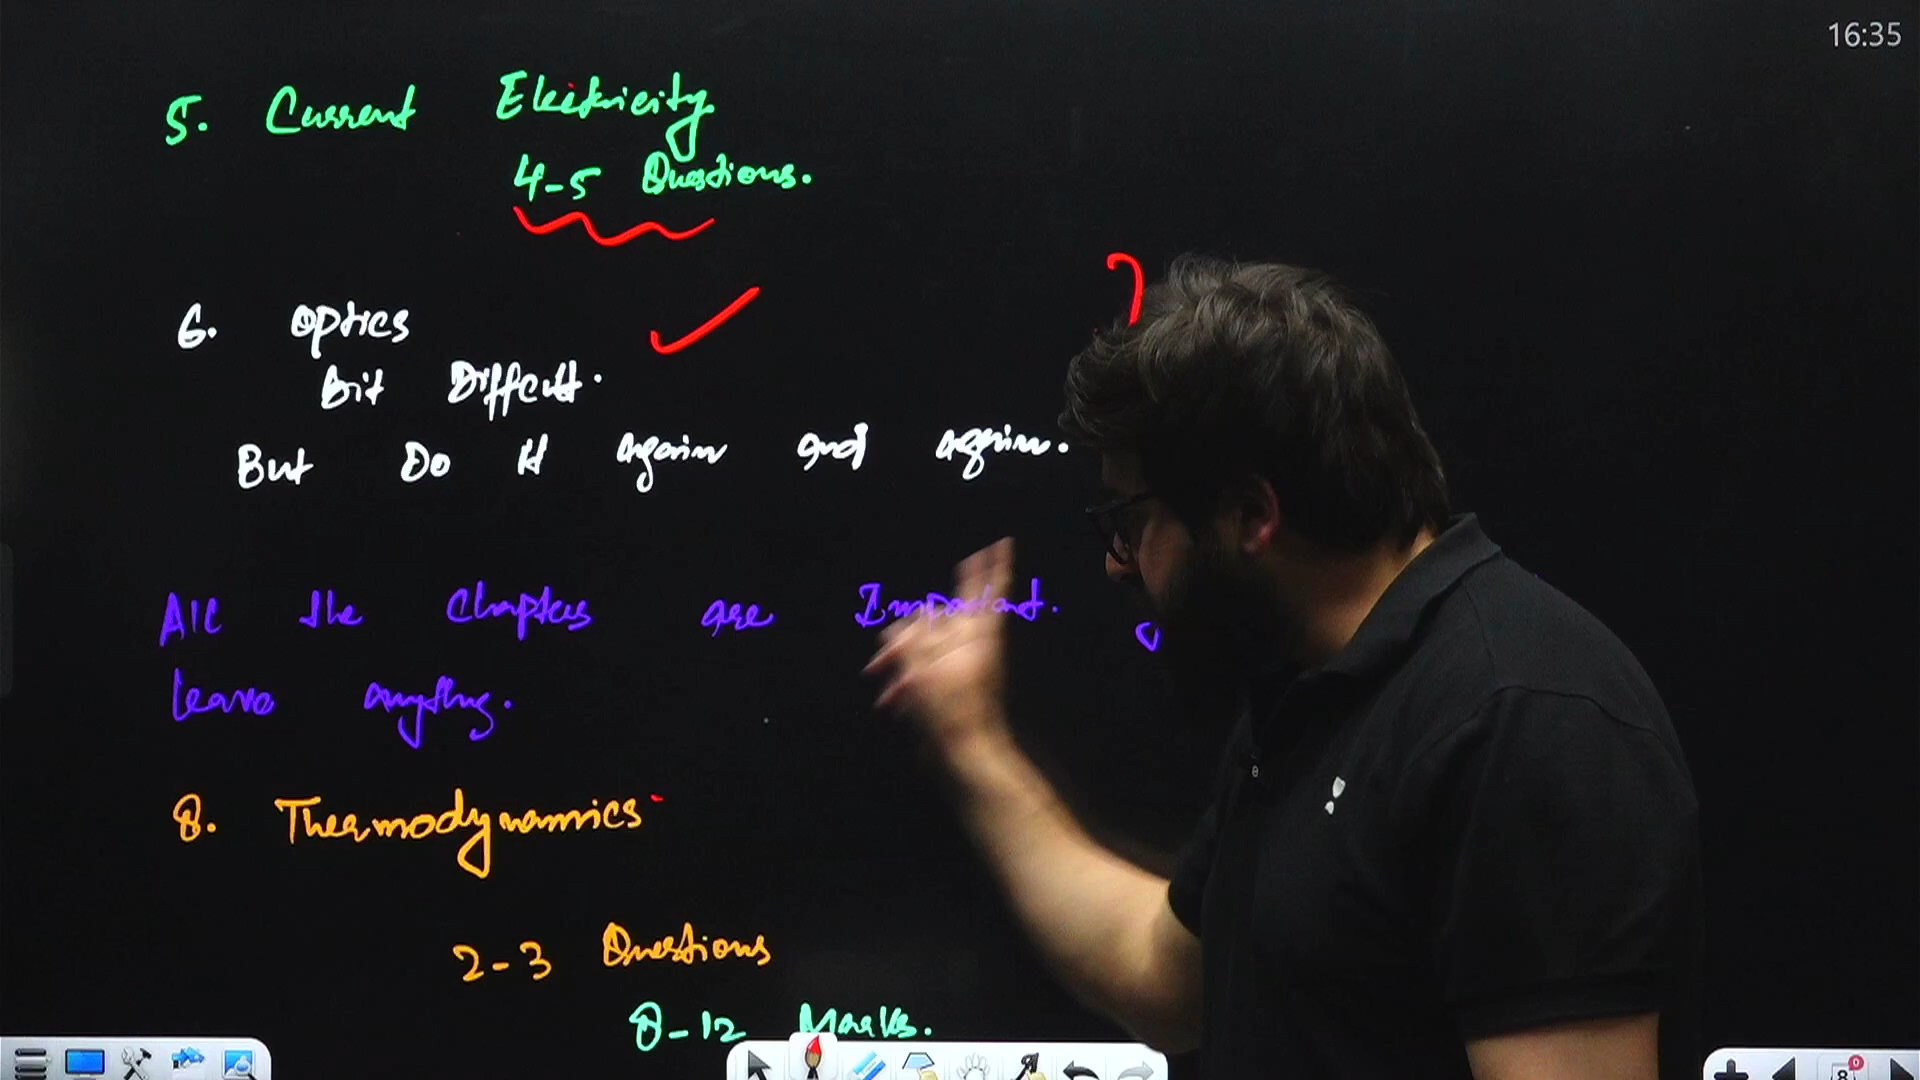 16:35
5. Current Electricity
4-5 Questions.
6. Optics
Bit Difficult.
But Do it again and again.
All the Chapters are Important.
leave anything.
8. Thermodynamics
2-3 Questions
8-12 Marks.
8